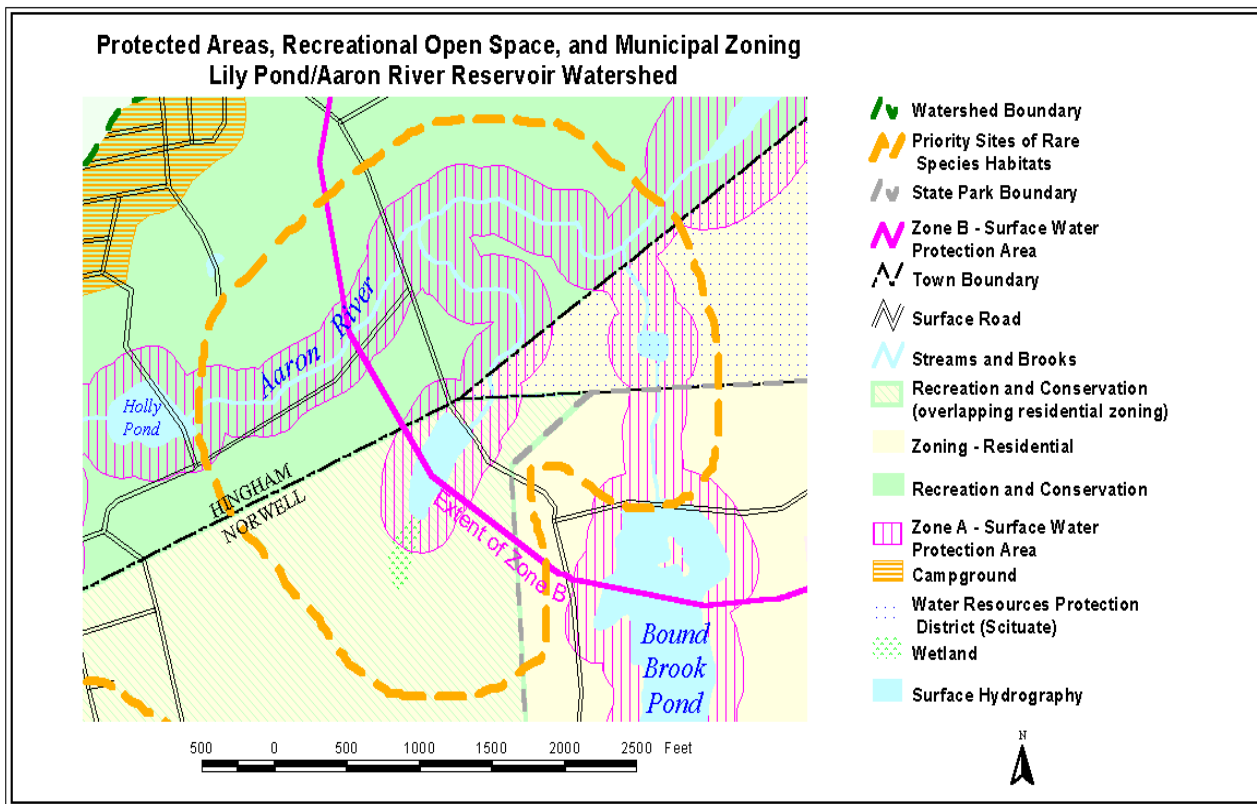 Protected Areas, Recreational Open Space, and Municipal Zoning
Lily Pond/Aaron River Reservoir Watershed
Aaron River
Holly
Pond
HINGHAM
NORWELL
Extent of Zone B
Bound
Brook
Pond
Watershed Boundary
Priority Sites of Rare
Species Habitats
State Park Boundary
Zone B - Surface Water
Protection Area
Town Boundary
Surface Road
Streams and Brooks
Recreation and Conservation
(overlapping residential zoning)
Zoning - Residential
Recreation and Conservation
Zone A - Surface Water
Protection Area
Campground
Water Resources Protection
District (Scituate)
Wetland
Surface Hydrography
500 0 500 1000 1500 2000 2500 Feet
N